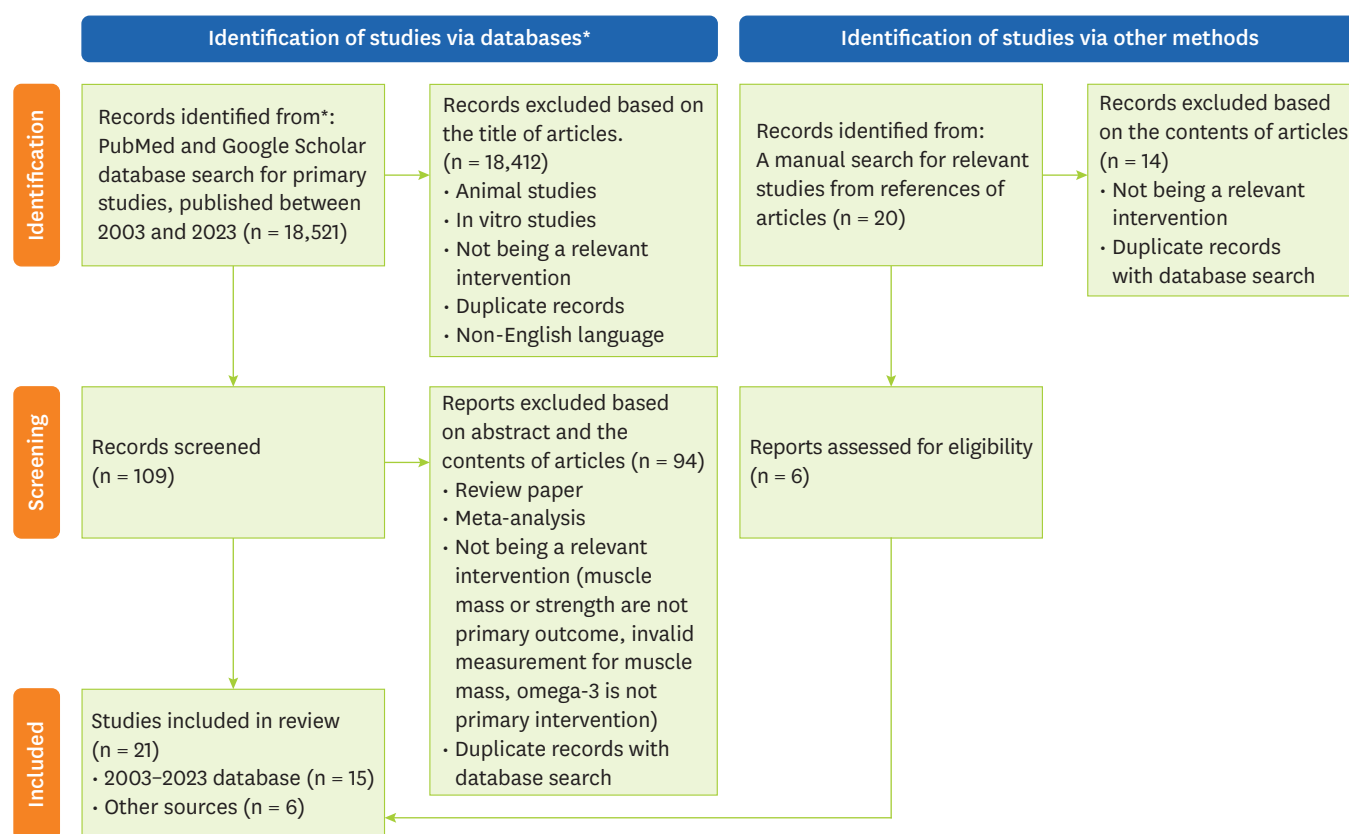 Identification of studies via databases*
Identification of studies via other methods
Identification
Records identified from*:
PubMed and Google Scholar
database search for primary
studies, published between
2003 and 2023 (n = 18,521)
Records excluded based on
the title of articles.
(n = 18,412)
· Animal studies
· In vitro studies
· Not being a relevant
intervention
· Duplicate records
· Non-English language
Records identified from:
A manual search for relevant
studies from references of
articles (n = 20)
Records excluded based
on the contents of articles
(n = 14)
· Not being a relevant
intervention
· Duplicate records
with database search
Screening
Records screened
(n = 109)
Reports excluded based
on abstract and the
contents of articles (n = 94)
· Review paper
· Meta-analysis
· Not being a relevant
intervention (muscle
mass or strength are not
primary outcome, invalid
measurement for muscle
mass, omega-3 is not
primary intervention)
· Duplicate records with
database search
Reports assessed for eligibility
(n = 6)
Included
Studies included in review
(n = 21)
· 2003–2023 database (n = 15)
· Other sources (n = 6)